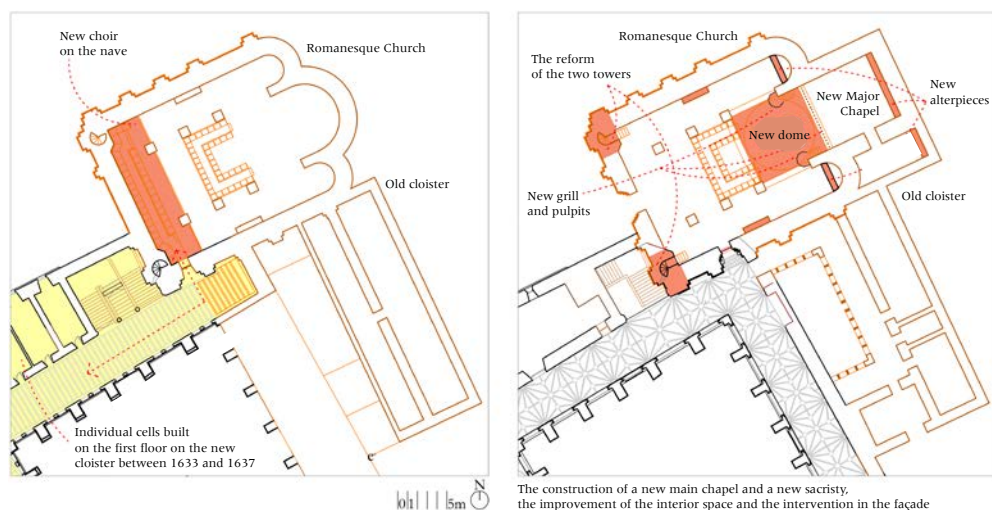 New choir
on the nave
Romanesque Church
Old cloister
Individual cells built
on the first floor on the new
cloister between 1633 and 1637
0 1 5m
N
Romanesque Church
The reform
of the two towers
New Major
Chapel
New
alterpieces
New dome
New grill
and pulpits
Old cloister
The construction of a new main chapel and a new sacristy,
the improvement of the interior space and the intervention in the façade